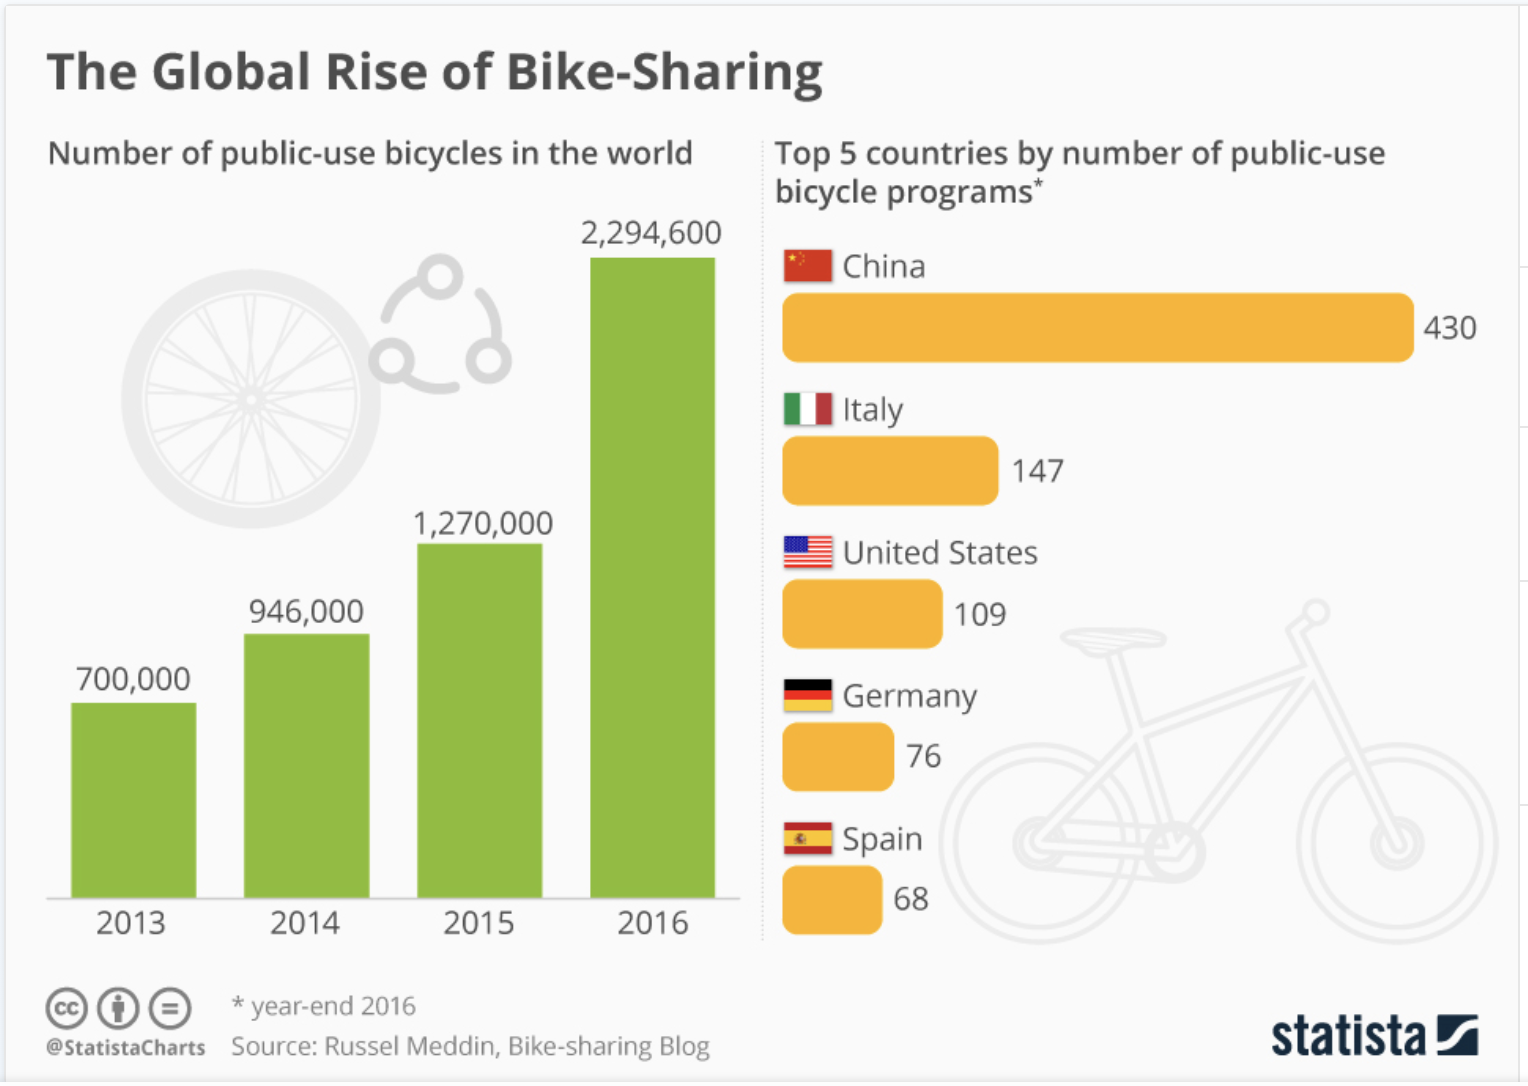 The Global Rise of Bike-Sharing
Number of public-use bicycles in the world
2,294,600
1,270,000
946,000
700,000
2013 2014 2015 2016
Top 5 countries by number of public-use
bicycle programs*
China
430
Italy
147
United States
109
Germany
76
Spain
68
cc
@StatistaCharts
* year-end 2016
Source: Russel Meddin, Bike-sharing Blog
statista